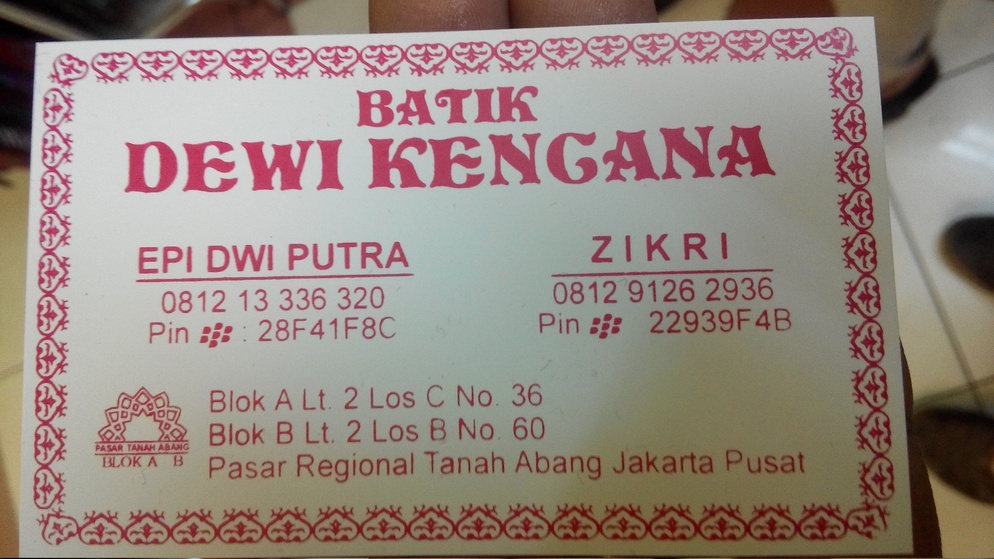 BATIK
DEWI KENCANA
EPI DWI PUTRA
0812 13 336 320
Pin : 28F41F8C
ZIKRI
0812 9126 2936
Pin 22939F4B
PASAR TANAH ABANG
BLOK A B
Blok A Lt. 2 Los C No. 36
Blok B Lt. 2 Los B No. 60
Pasar Regional Tanah Abang Jakarta Pusat